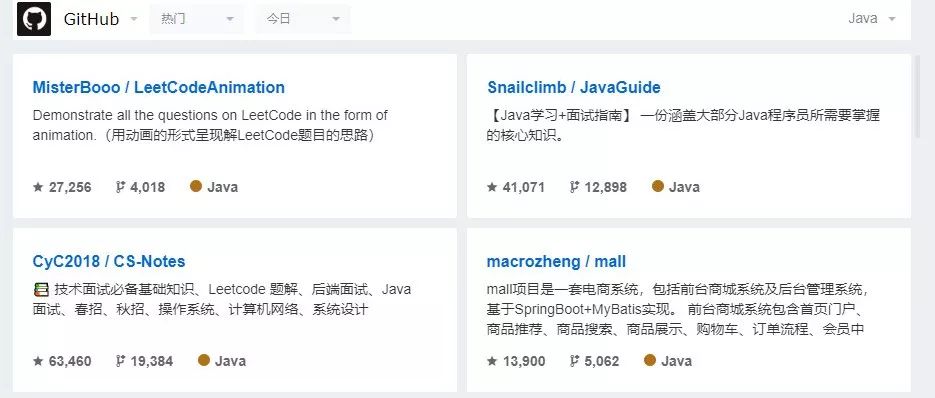 GitHub 热门 今日 Java
MisterBooo / LeetCodeAnimation
Demonstrate all the questions on LeetCode in the form of
animation.（用动画的形式呈现解LeetCode题目的思路）
27,256 4,018 Java
Snailclimb / JavaGuide
【Java学习+面试指南】 一份涵盖大部分Java程序员所需要掌握
的核心知识。
41,071 12,898 Java
CyC2018 / CS-Notes
技术面试必备基础知识、Leetcode 题解、后端面试、Java
面试、春招、秋招、操作系统、计算机网络、系统设计
63,460 19,384 Java
macrozheng / mall
mall项目是一套电商系统，包括前台商城系统及后台管理系统，
基于SpringBoot+MyBatis实现。 前台商城系统包含首页门户、
商品推荐、商品搜索、商品展示、购物车、订单流程、会员中
13,900 5,062 Java